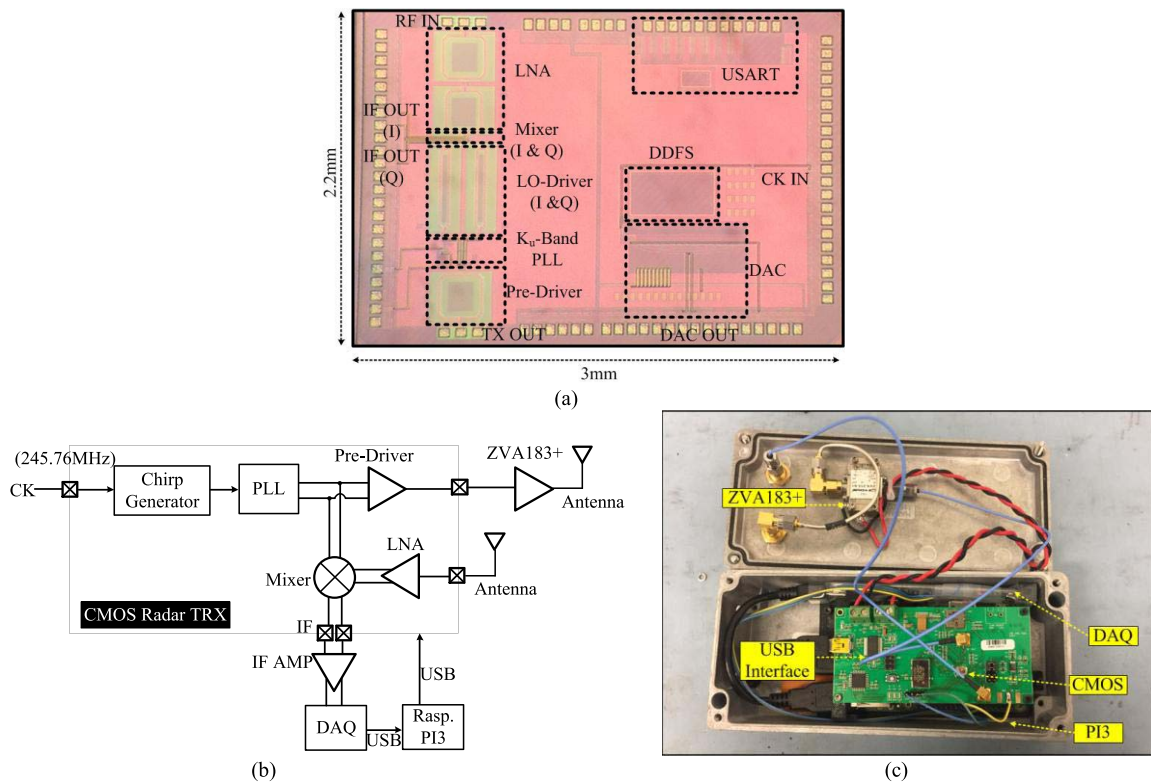 RF IN
LNA
USART
IF OUT
(I)
Mixer
(I & Q)
IF OUT
(Q)
DDFS
CK IN
LO-Driver
(I &Q)
2.2mm
Ku-Band
PLL
DAC
Pre-Driver
TX OUT
DAC OUT
3mm
(a)
(245.76MHz)
CK
Chirp
Generator
PLL
Pre-Driver
ZVA183+
Antenna
LNA
Mixer
Antenna
CMOS Radar TRX
IF
IF AMP
USB
DAQ
USB
Rasp.
PI3
(b)
ZVA183+
DAQ
USB
Interface
CMOS
PI3
(c)